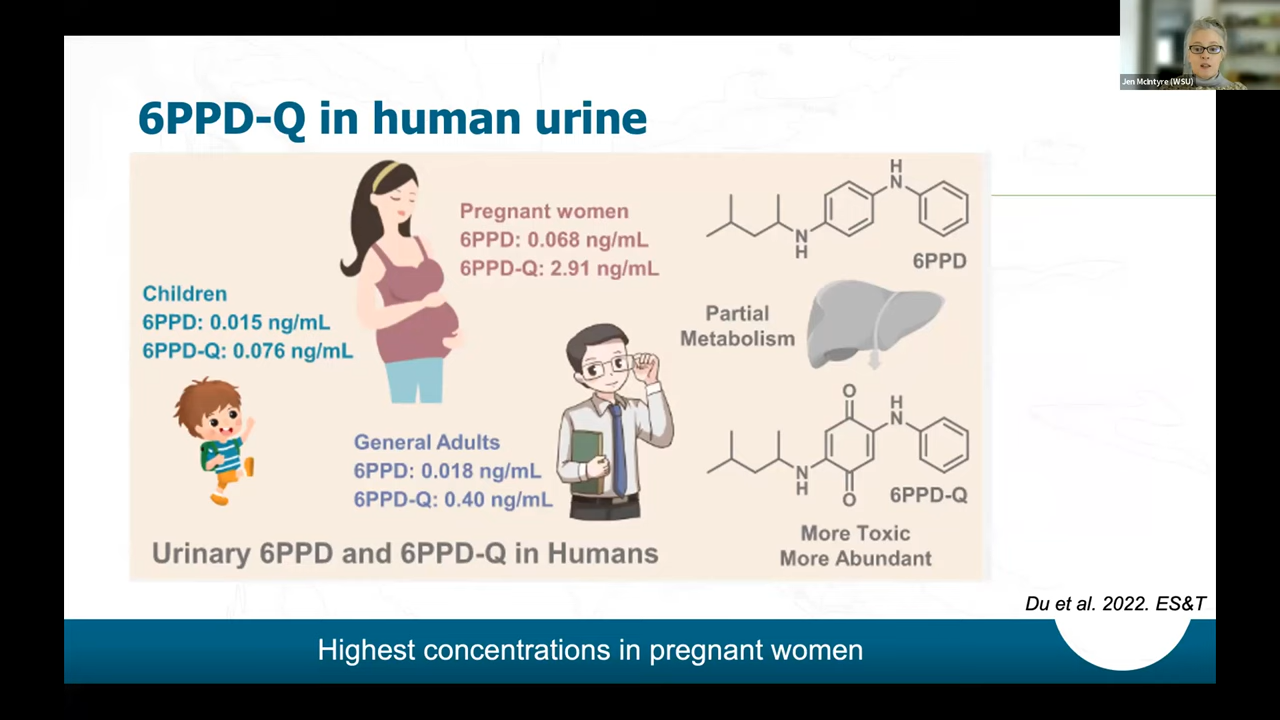 Jen McIntyre (WSU)
6PPD-Q in human urine
Pregnant women
6PPD: 0.068 ng/mL
6PPD-Q: 2.91 ng/mL
Children
6PPD: 0.015 ng/mL
6PPD-Q: 0.076 ng/mL
General Adults
6PPD: 0.018 ng/mL
6PPD-Q: 0.40 ng/mL
Urinary 6PPD and 6PPD-Q in Humans
H
N
N
H
6PPD
Partial
Metabolism
O
H
N
N
H
O
6PPD-Q
More Toxic
More Abundant
Du et al. 2022. ES&T
Highest concentrations in pregnant women